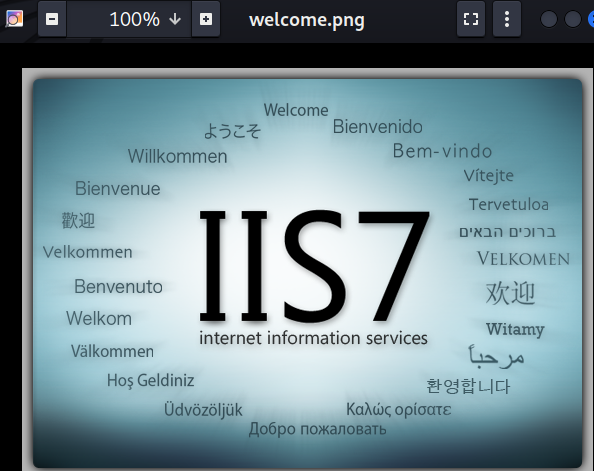 100%
welcome.png
Welcome
ようこそ
Bienvenido
Willkommen
Bem-vindo
Bienvenue
Vítejte
歡迎
Tervetuloa
ברוכים הבאים
Velkommen
VELKOMEN
Benvenuto
欢迎
Welkom
Witamy
Välkommen
مرحباً
Hoş Geldiniz
환영합니다
Üdvözöljük
Καλώς ορίσατε
Добро пожаловать
IIS7
internet information services